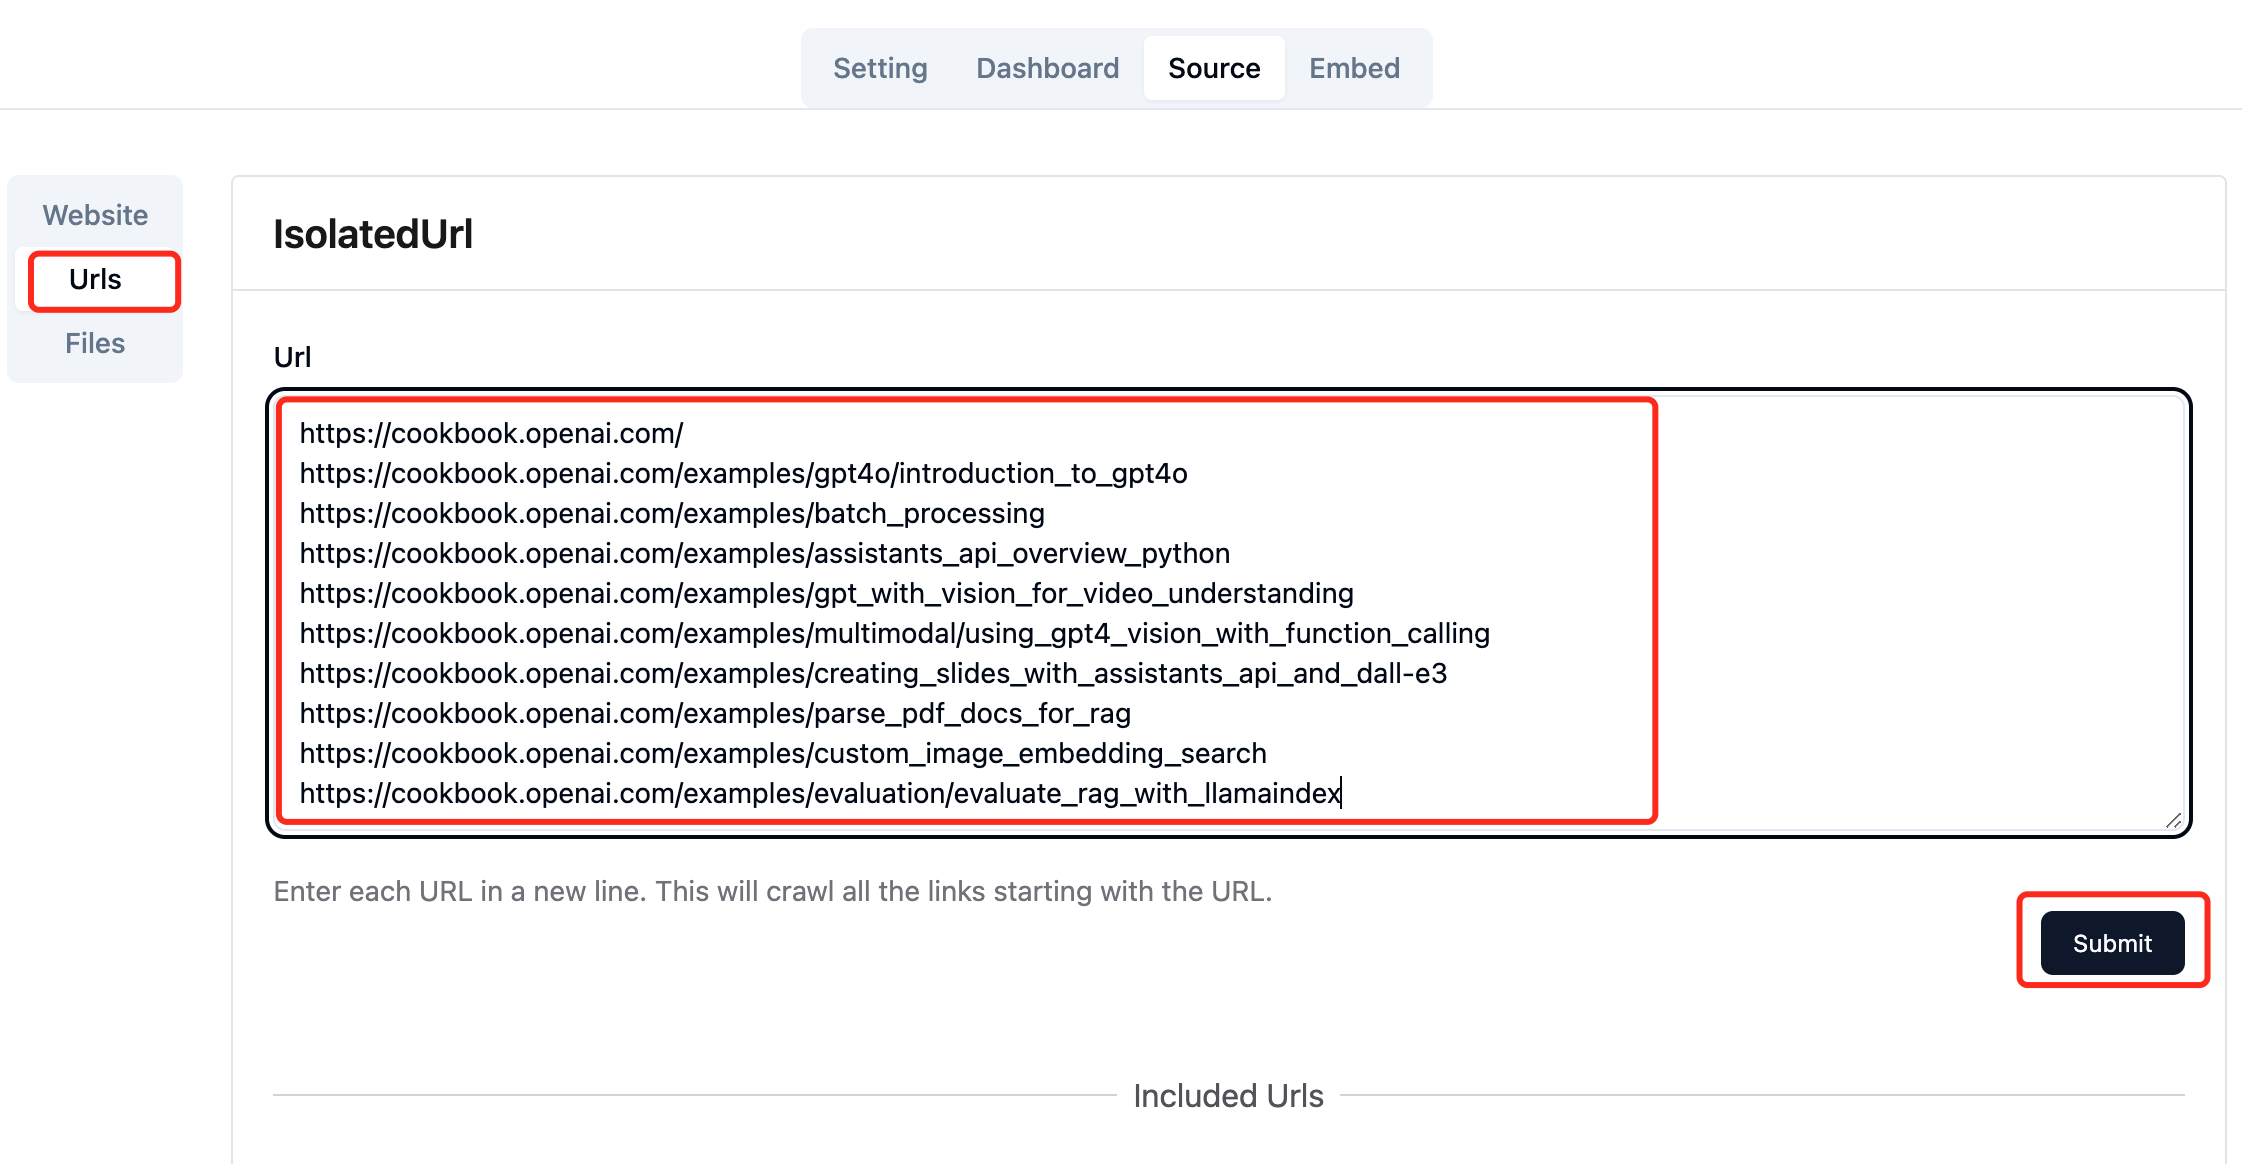 Setting
Dashboard
Source
Embed
Website
Urls
Files
IsolatedUrl
Url
https://cookbook.openai.com/
https://cookbook.openai.com/examples/gpt4o/introduction_to_gpt4o
https://cookbook.openai.com/examples/batch_processing
https://cookbook.openai.com/examples/assistants_api_overview_python
https://cookbook.openai.com/examples/gpt_with_vision_for_video_understanding
https://cookbook.openai.com/examples/multimodal/using_gpt4_vision_with_function_calling
https://cookbook.openai.com/examples/creating_slides_with_assistants_api_and_dall-e3
https://cookbook.openai.com/examples/parse_pdf_docs_for_rag
https://cookbook.openai.com/examples/custom_image_embedding_search
https://cookbook.openai.com/examples/evaluation/evaluate_rag_with_llamaindex
Enter each URL in a new line. This will crawl all the links starting with the URL.
Submit
Included Urls